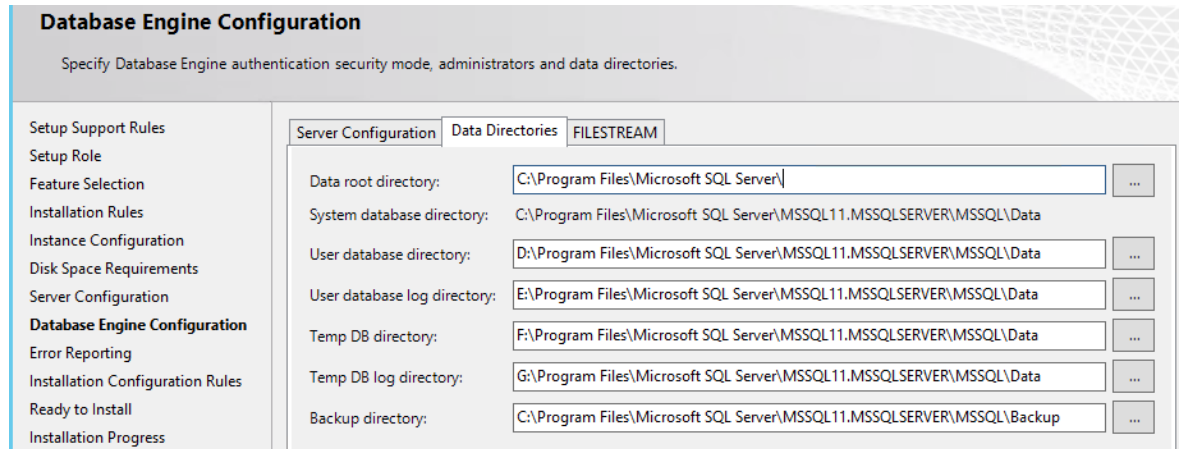 Database Engine Configuration
Specify Database Engine authentication security mode, administrators and data directories.
Setup Support Rules
Setup Role
Feature Selection
Installation Rules
Instance Configuration
Disk Space Requirements
Server Configuration
Database Engine Configuration
Error Reporting
Installation Configuration Rules
Ready to Install
Installation Progress
Server Configuration Data Directories FILESTREAM
Data root directory: C:\Program Files\Microsoft SQL Server\ ...
System database directory: C:\Program Files\Microsoft SQL Server\MSSQL11.MSSQLSERVER\MSSQL\Data
User database directory: D:\Program Files\Microsoft SQL Server\MSSQL11.MSSQLSERVER\MSSQL\Data ...
User database log directory: E:\Program Files\Microsoft SQL Server\MSSQL11.MSSQLSERVER\MSSQL\Data ...
Temp DB directory: F:\Program Files\Microsoft SQL Server\MSSQL11.MSSQLSERVER\MSSQL\Data ...
Temp DB log directory: G:\Program Files\Microsoft SQL Server\MSSQL11.MSSQLSERVER\MSSQL\Data ...
Backup directory: C:\Program Files\Microsoft SQL Server\MSSQL11.MSSQLSERVER\MSSQL\Backup ...